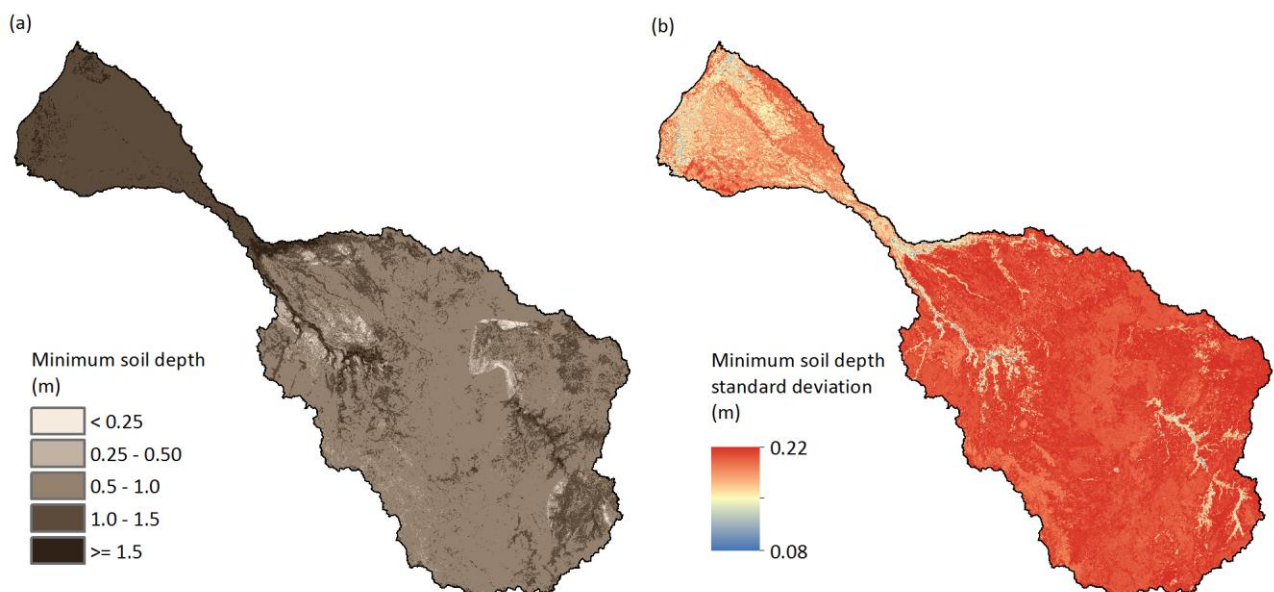 (a)
Minimum soil depth
(m)
< 0.25
0.25 - 0.50
0.5 - 1.0
1.0 - 1.5
>= 1.5
(b)
Minimum soil depth
standard deviation
(m)
0.22
0.08